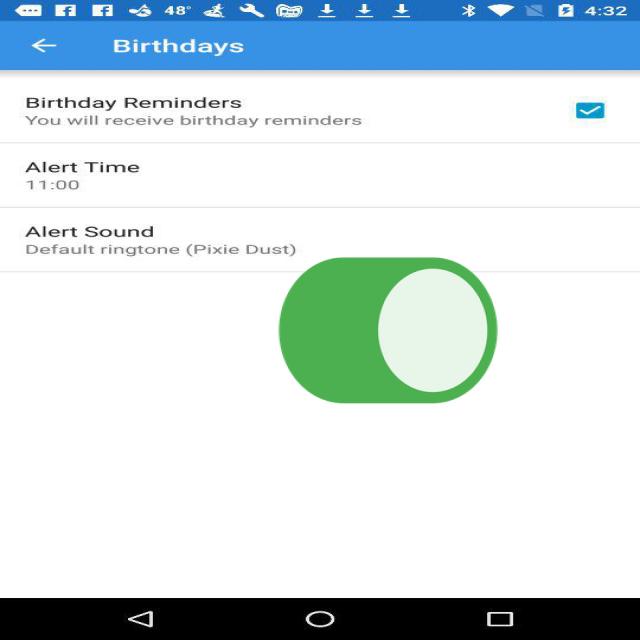 48°
4:32
Birthdays
Birthday Reminders
You will receive birthday reminders
Alert Time
11:00
Alert Sound
Default ringtone (Pixie Dust)